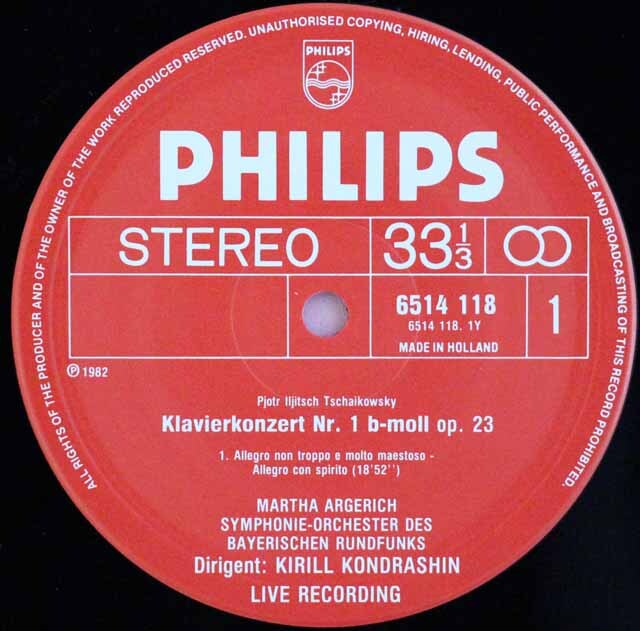 ALL RIGHTS OF THE PRODUCER AND OF THE OWNER OF THE WORK REPRODUCED RESERVED. UNAUTHORISED COPYING, HIRING, LENDING, PUBLIC PERFORMANCE AND BROADCASTING OF THIS RECORD PROHIBITED.
PHILIPS
PHILIPS
STEREO
33 1/3
6514 118
6514 118. 1Y
MADE IN HOLLAND
1
℗ 1982
Pjotr Iljitsch Tschaikowsky
Klavierkonzert Nr. 1 b-moll op. 23
1. Allegro non troppo e molto maestoso -
Allegro con spirito (18'52'')
MARTHA ARGERICH
SYMPHONIE-ORCHESTER DES
BAYERISCHEN RUNDFUNKS
Dirigent: KIRILL KONDRASHIN
LIVE RECORDING